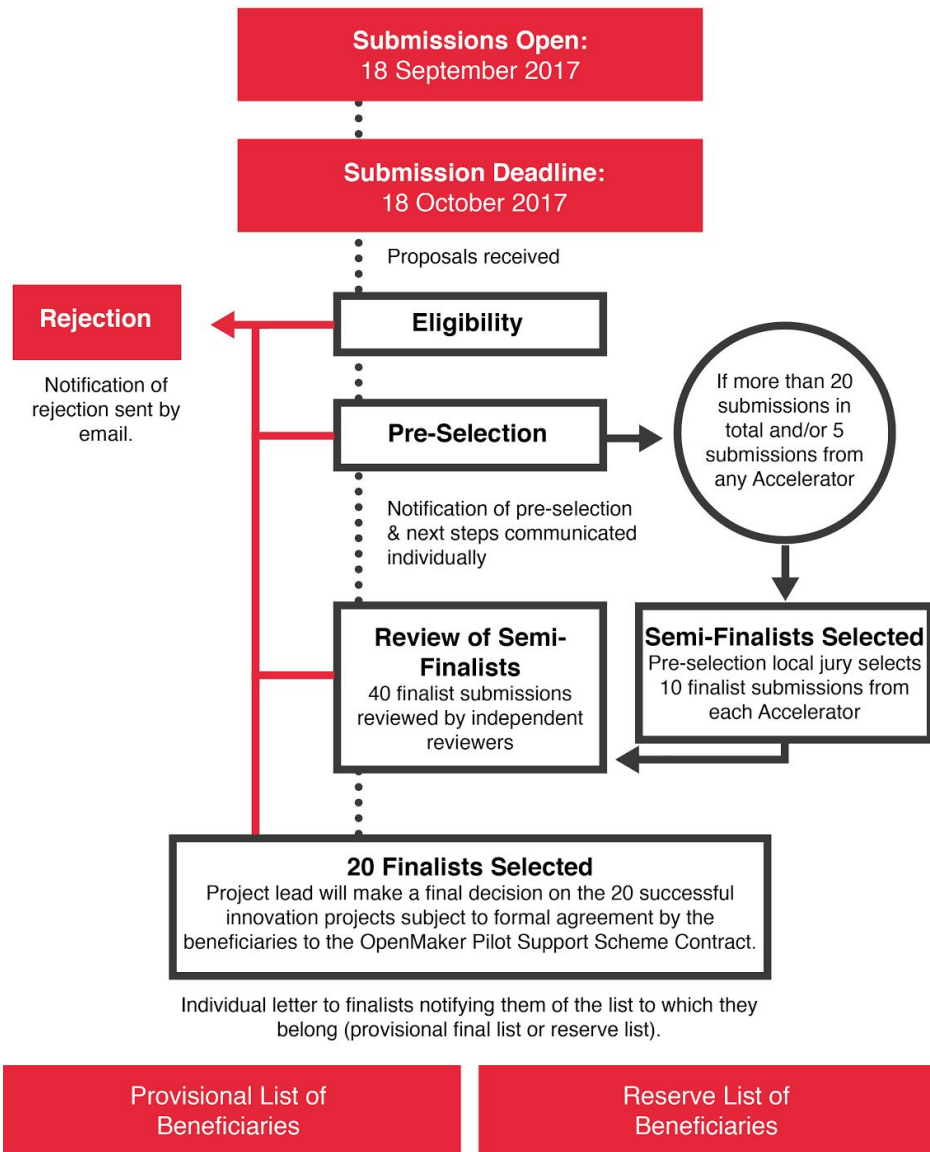 Submissions Open:
18 September 2017
Submission Deadline:
18 October 2017
Proposals received
Rejection
Notification of
rejection sent by
email.
Eligibility
Pre-Selection
If more than 20
submissions in
total and/or 5
submissions from
any Accelerator
Notification of pre-selection
& next steps communicated
individually
Semi-Finalists Selected
Pre-selection local jury selects
10 finalist submissions from
each Accelerator
Review of Semi-
Finalists
40 finalist submissions
reviewed by independent
reviewers
20 Finalists Selected
Project lead will make a final decision on the 20 successful
innovation projects subject to formal agreement by the
beneficiaries to the OpenMaker Pilot Support Scheme Contract.
Individual letter to finalists notifying them of the list to which they
belong (provisional final list or reserve list).
Provisional List of
Beneficiaries
Reserve List of
Beneficiaries